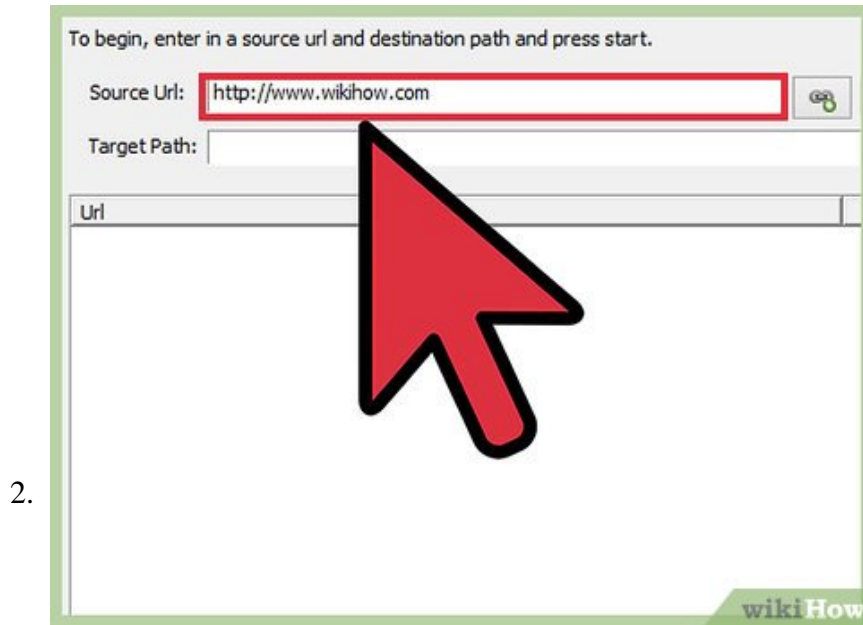 To begin, enter in a source url and destination path and press start.
Source Url: http://www.wikihow.com
Target Path:
Url
2.
wikiHow